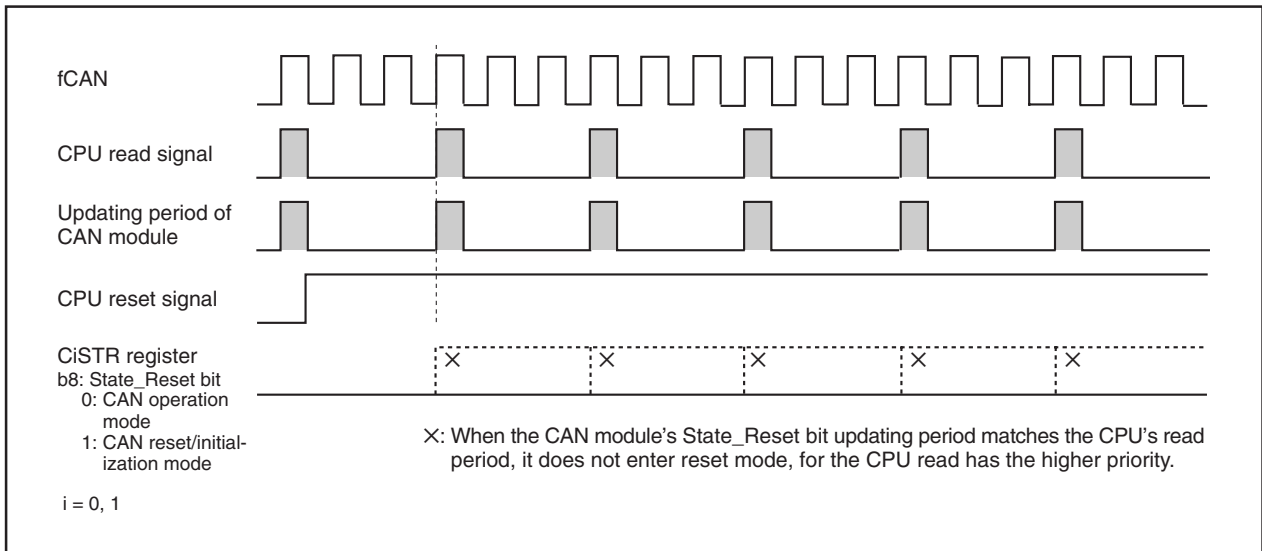 fCAN
CPU read signal
Updating period of
CAN module
CPU reset signal
CiSTR register
b8: State_Reset bit
0: CAN operation
mode
1: CAN reset/initial-
ization mode
×: When the CAN module's State_Reset bit updating period matches the CPU's read
period, it does not enter reset mode, for the CPU read has the higher priority.
i = 0, 1